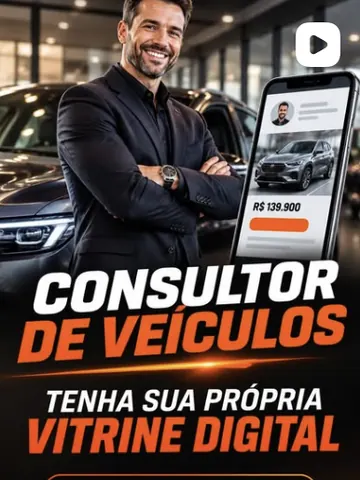 R$ 139.900
CONSULTOR
DE VEÍCULOS
TENHA SUA PRÓPRIA
VITRINE DIGITAL